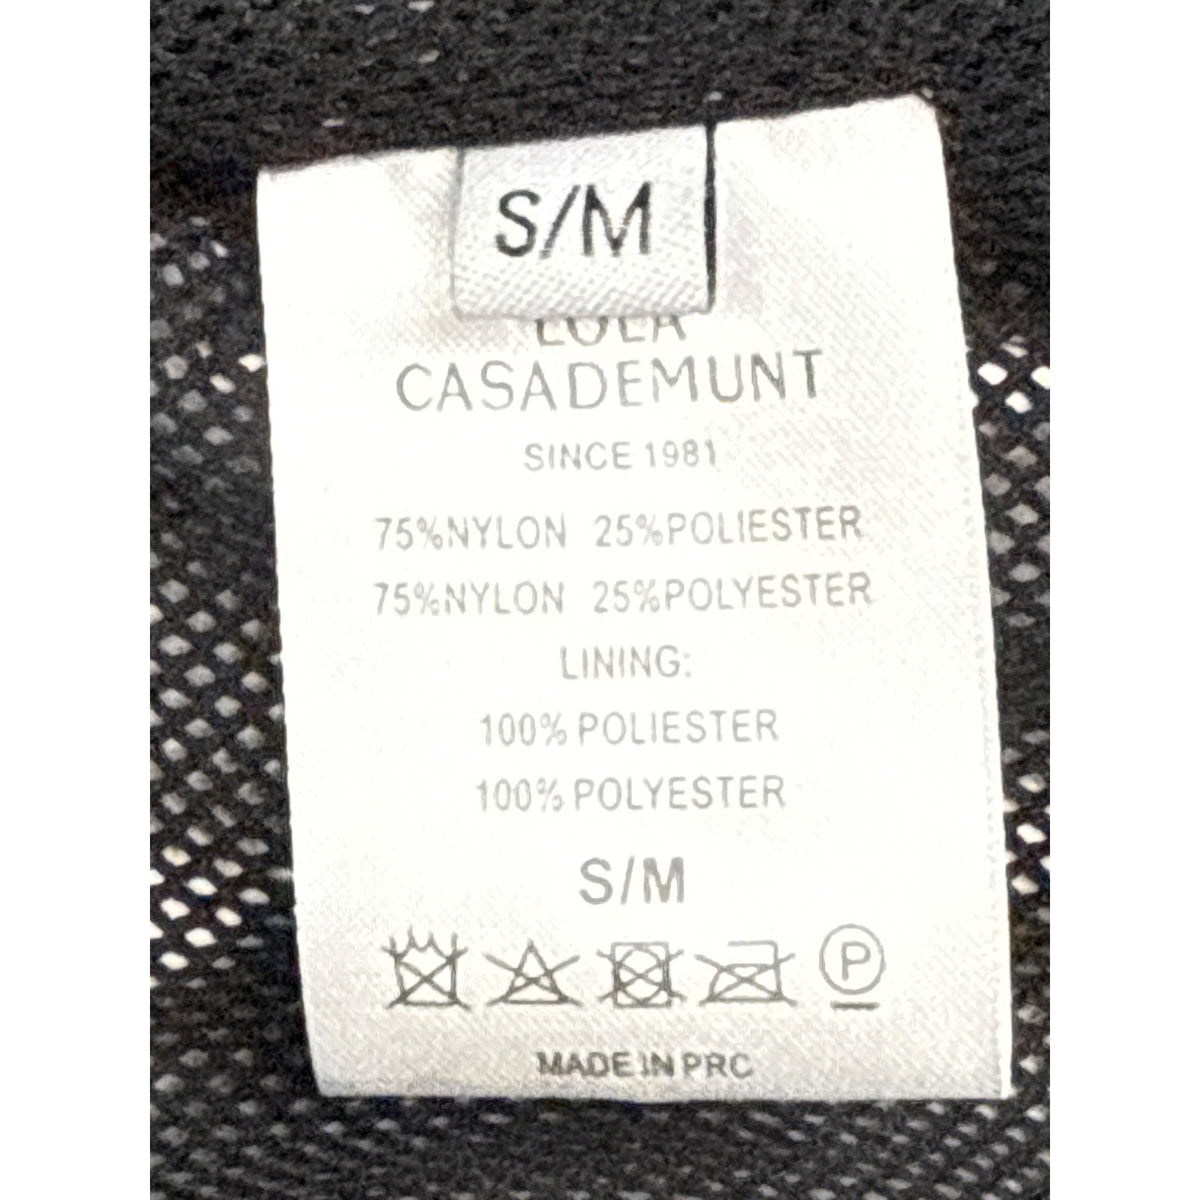 S/M
LOLA
CASADEMUNT
SINCE 1981
75%NYLON 25%POLIESTER
75%NYLON 25%POLYESTER
LINING:
100% POLIESTER
100% POLYESTER
S/M
P
MADE IN PRC